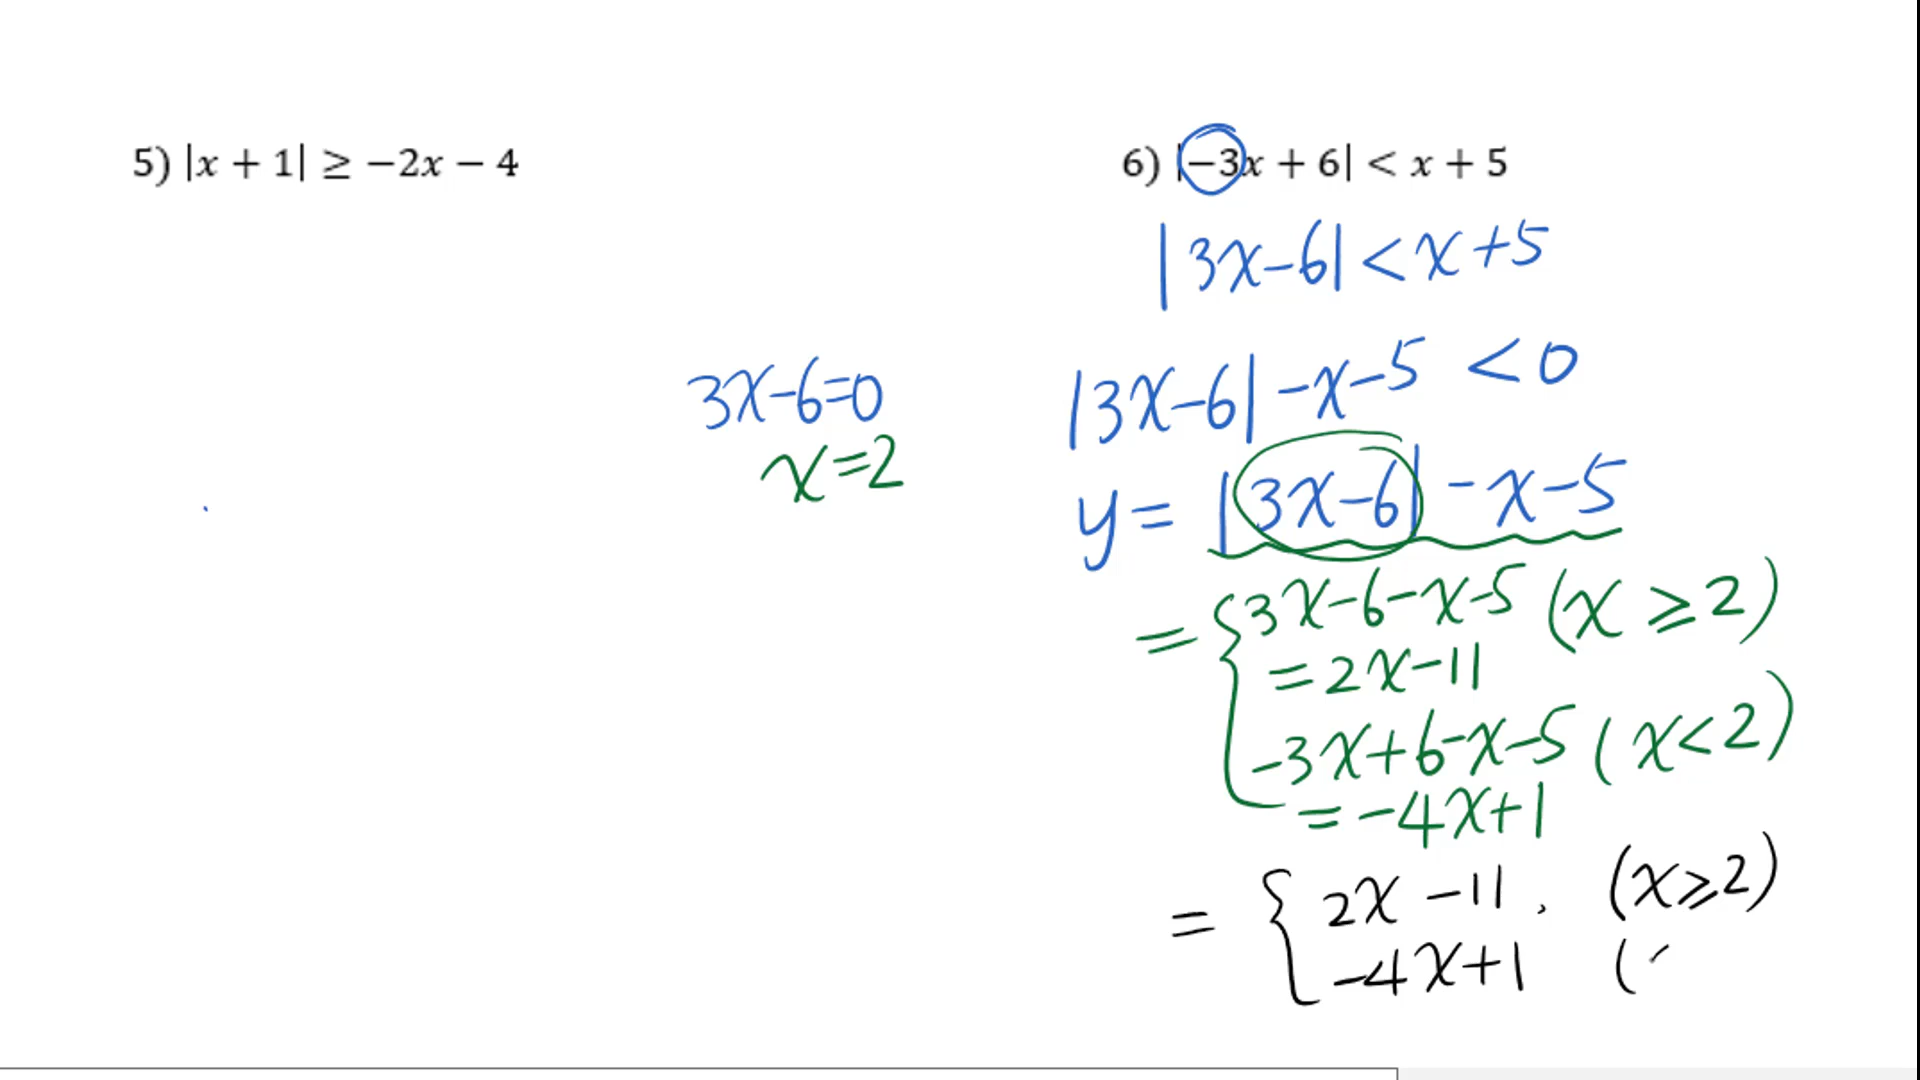 5) |x + 1| ≥ −2x − 4
6) |−3x + 6| < x + 5
|3x−6| < x+5
3x−6=0
x=2
|3x−6| −x−5 < 0
y = |3x−6| −x−5
= { 3x−6−x−5 (x ≥ 2)
= 2x−11
−3x+6−x−5 (x<2)
= −4x+1
= { 2x −11 , (x≥2)
−4x+1 (